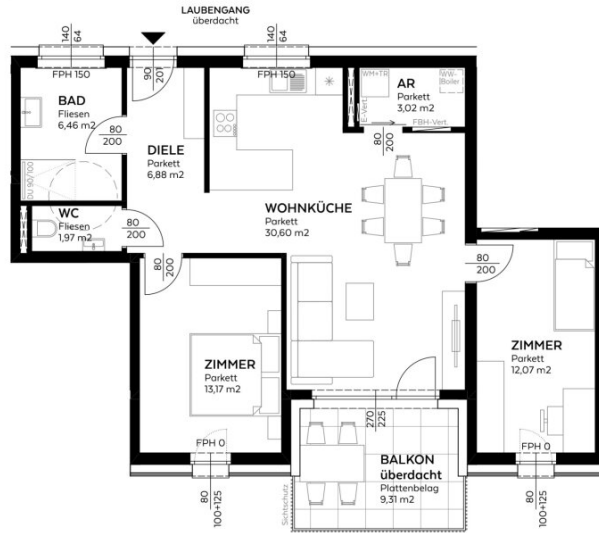 LAUBENGANG
überdacht
140
64
90
201
140
64
FPH 150
FPH 150
BAD
Fliesen
6,46 m2
80
200
DIELE
Parkett
6,88 m2
WM+TR
E-Vert.
AR
Parkett
3,02 m2
WW-
Boiler
FBH-Vert.
80
200
DU 90/100
WC
Fliesen
1,97 m2
80
200
WOHNKÜCHE
Parkett
30,60 m2
80
200
80
200
ZIMMER
Parkett
13,17 m2
ZIMMER
Parkett
12,07 m2
270
225
FPH 0
FPH 0
BALKON
überdacht
Plattenbelag
9,31 m2
Sichtschutz
80
100+125
80
100+125